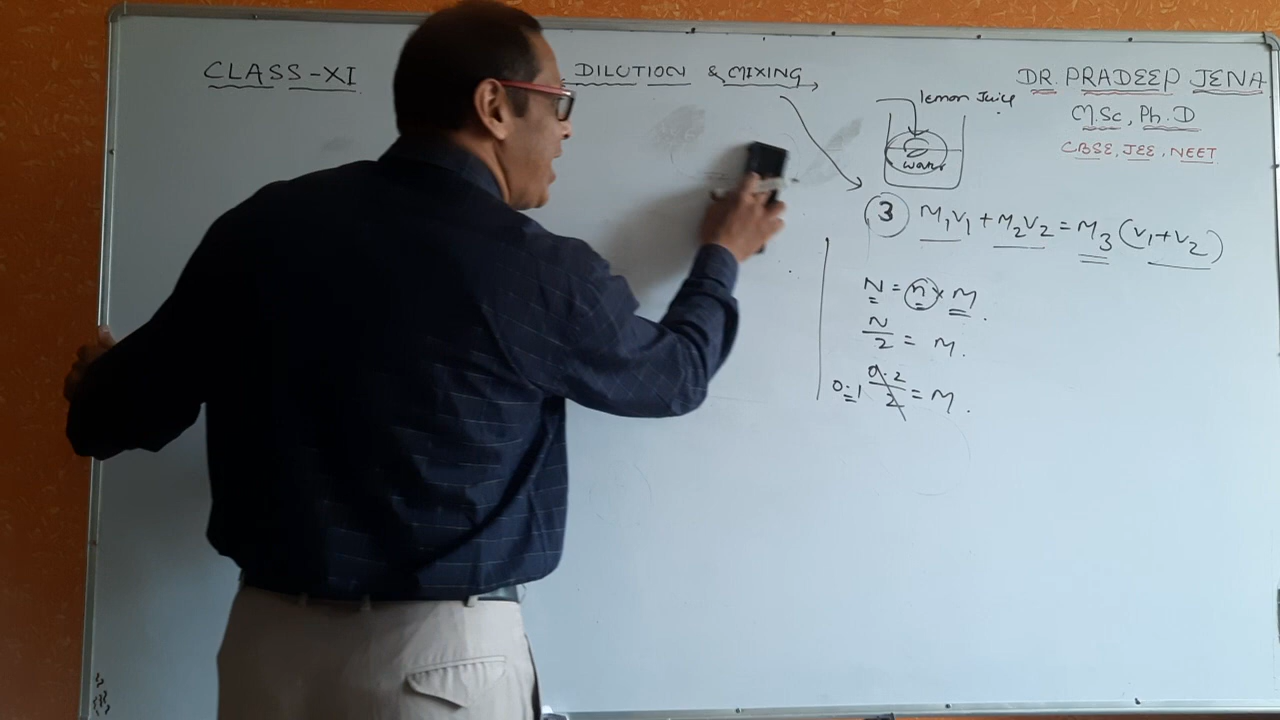 CLASS-XI
DILUTION & MIXING
DR. PRADEEP JENA
M.Sc, Ph.D
CBSE, JEE, NEET
lemon Juice
water
3 M₁V₁ + M₂V₂ = M₃(V₁+V₂)
N = n × M.
N/2 = M.
0.1 0.2/2 = M.